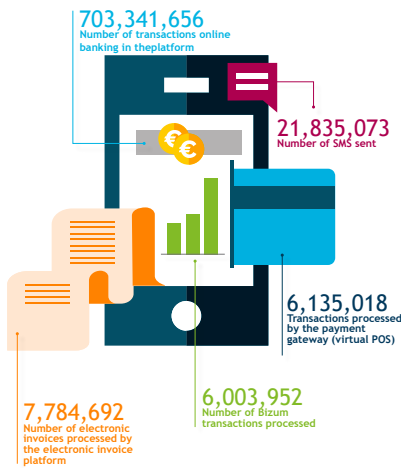 703,341,656
Number of transactions online
banking in theplatform
€
€
21,835,073
Number of SMS sent
6,135,018
Transactions processed
by the payment
gateway (virtual POS)
6,003,952
Number of Bizum
transactions processed
7,784,692
Number of electronic
invoices processed by
the electronic invoice
platform